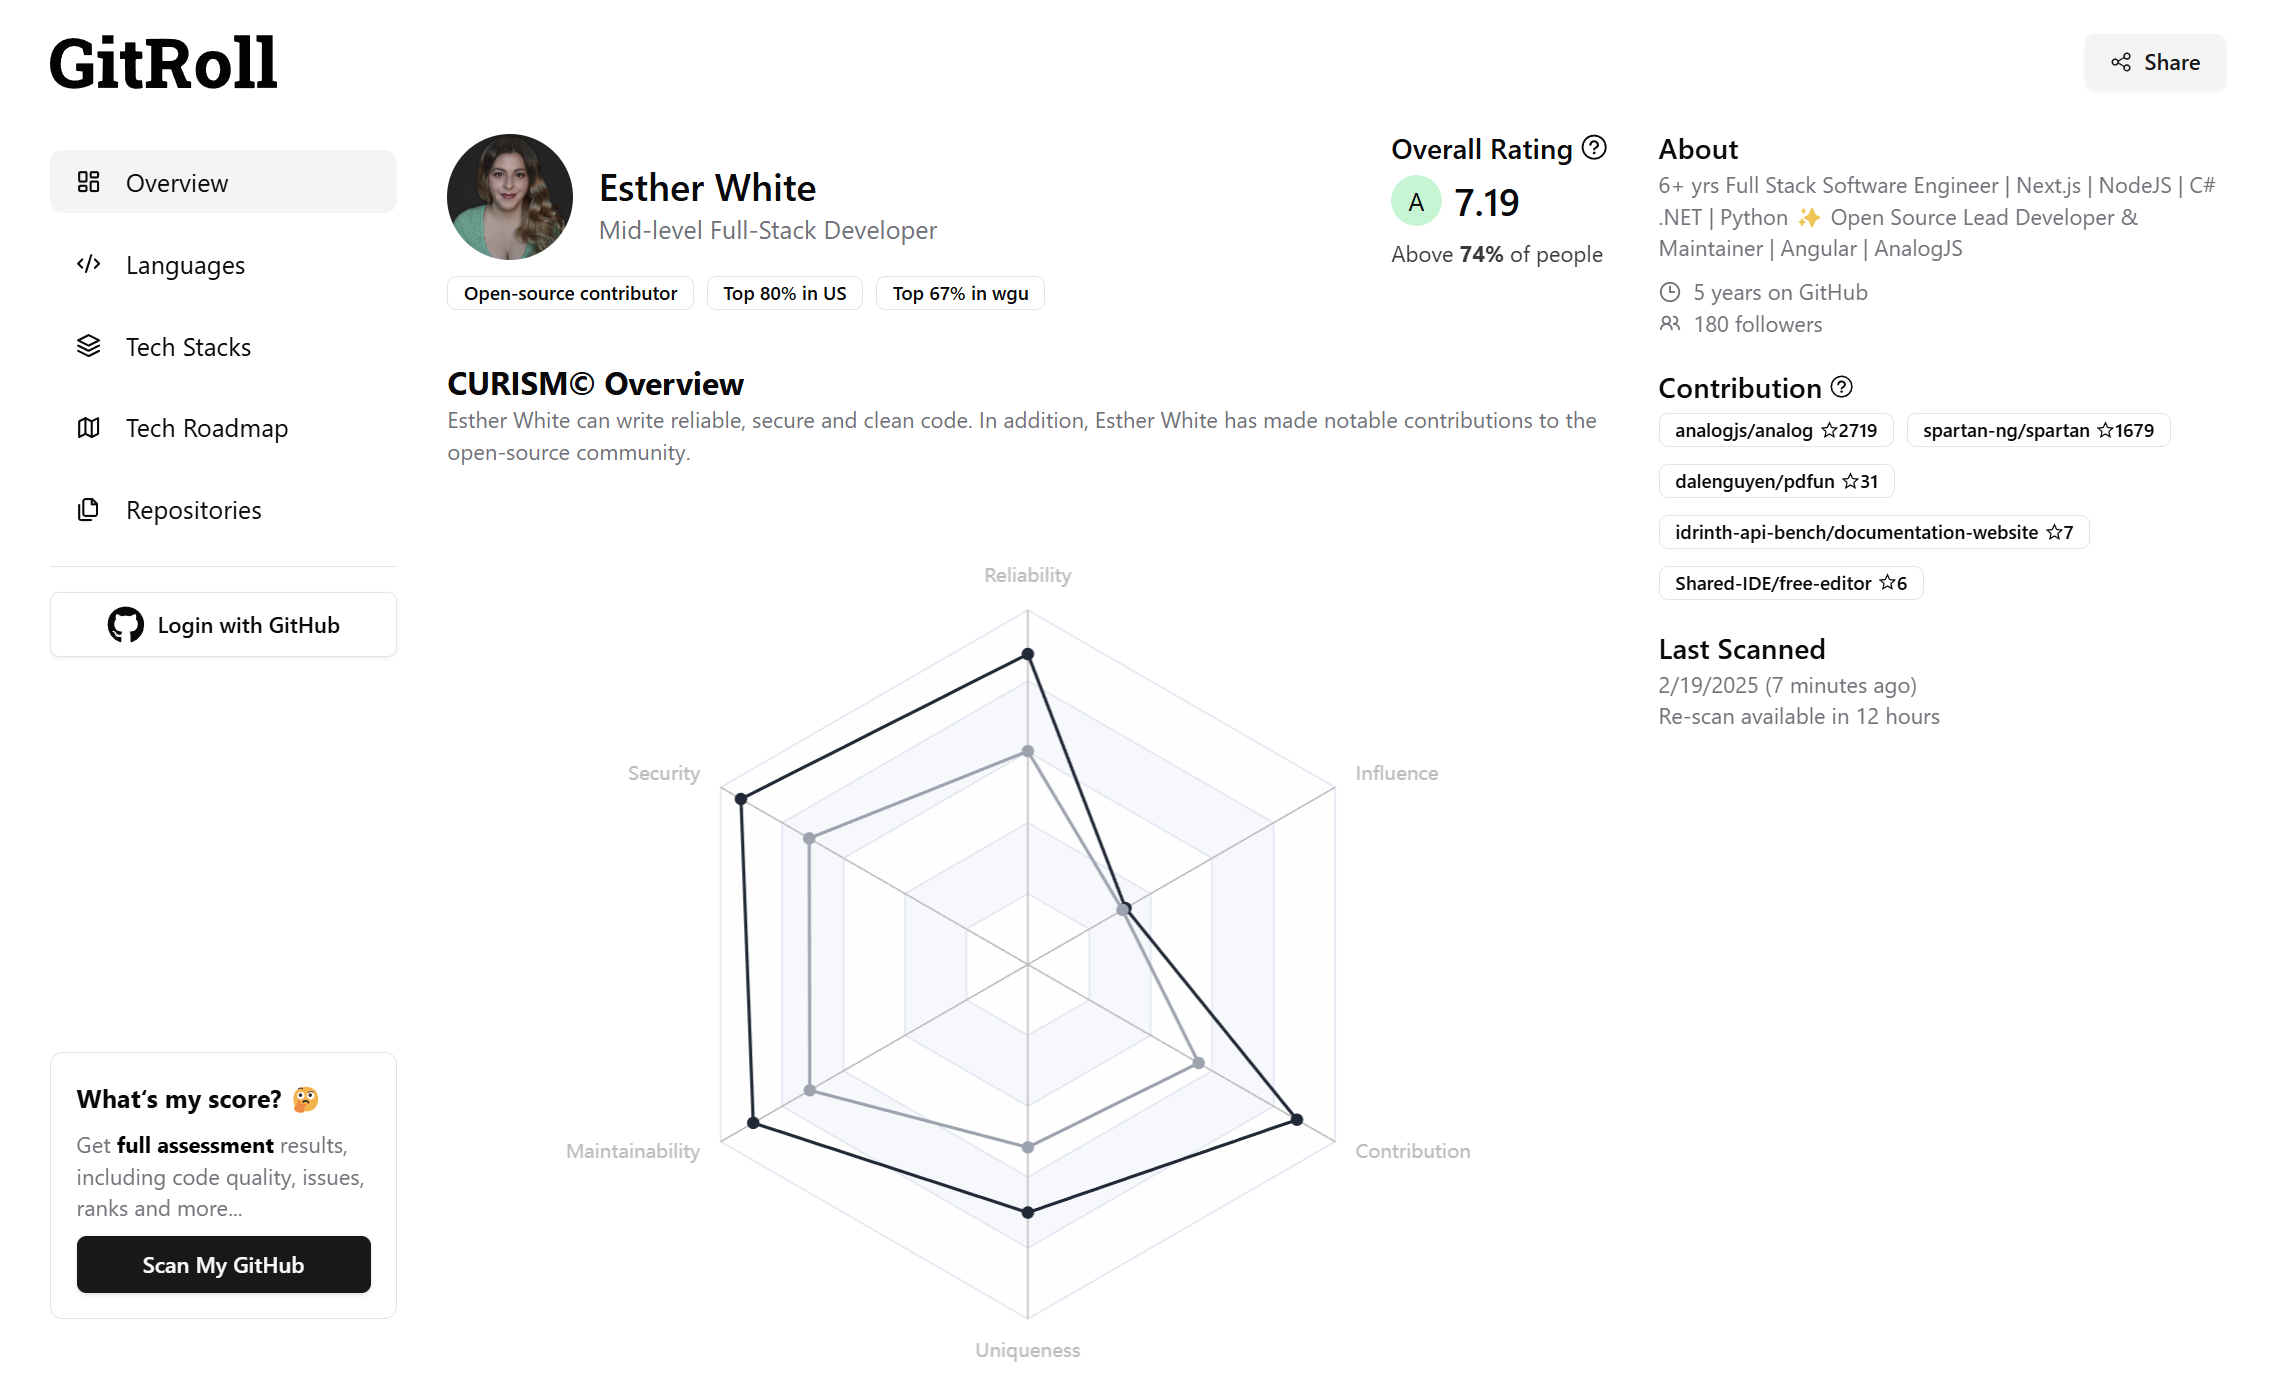 GitRoll
Share
Overview
Languages
Tech Stacks
Tech Roadmap
Repositories
Login with GitHub
What‘s my score? 🤔
Get full assessment results,
including code quality, issues,
ranks and more...
Scan My GitHub
Esther White
Mid-level Full-Stack Developer
Open-source contributor
Top 80% in US
Top 67% in wgu
Overall Rating
A 7.19
Above 74% of people
CURISM© Overview
Esther White can write reliable, secure and clean code. In addition, Esther White has made notable contributions to the
open-source community.
Reliability
Security
Influence
Maintainability
Contribution
Uniqueness
About
6+ yrs Full Stack Software Engineer | Next.js | NodeJS | C#
.NET | Python ✨ Open Source Lead Developer &
Maintainer | Angular | AnalogJS
5 years on GitHub
180 followers
Contribution
analogjs/analog ☆2719
spartan-ng/spartan ☆1679
dalenguyen/pdfun ☆31
idrinth-api-bench/documentation-website ☆7
Shared-IDE/free-editor ☆6
Last Scanned
2/19/2025 (7 minutes ago)
Re-scan available in 12 hours